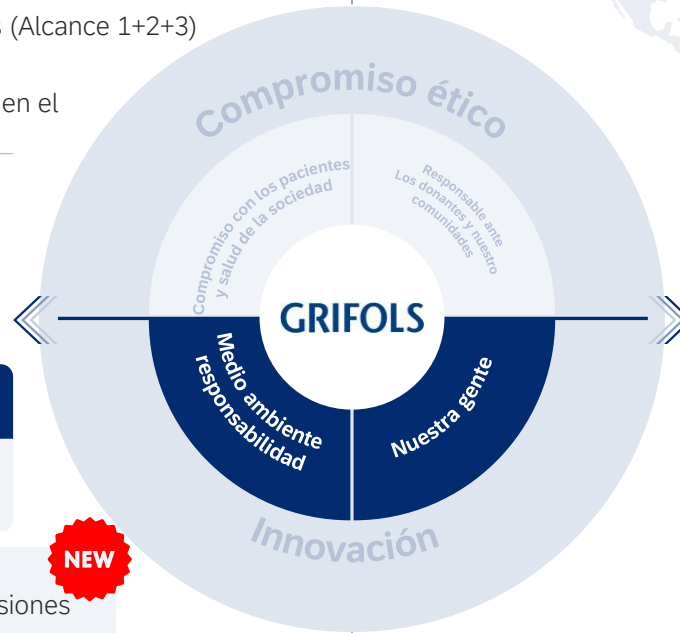 (Alcance 1+2+3)
en el
Compromiso ético
Compromiso con los pacientes
y salud de la sociedad
Responsable ante
Los donantes y nuestro
comunidades
GRIFOLS
Medio ambiente
responsabilidad
Nuestra gente
Innovación
NEW
siones